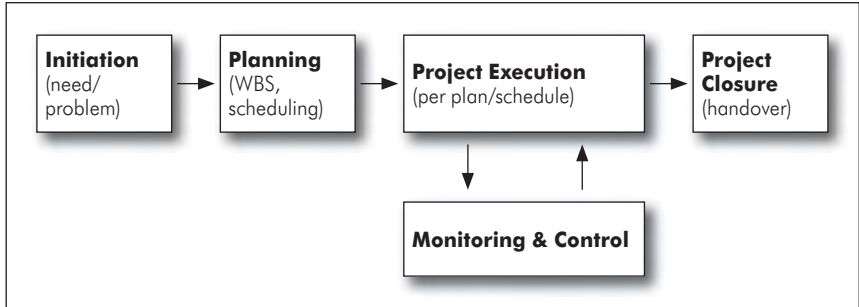 Initiation
(need/
problem)
Planning
(WBS,
scheduling)
Project Execution
(per plan/schedule)
Project
Closure
(handover)
Monitoring & Control